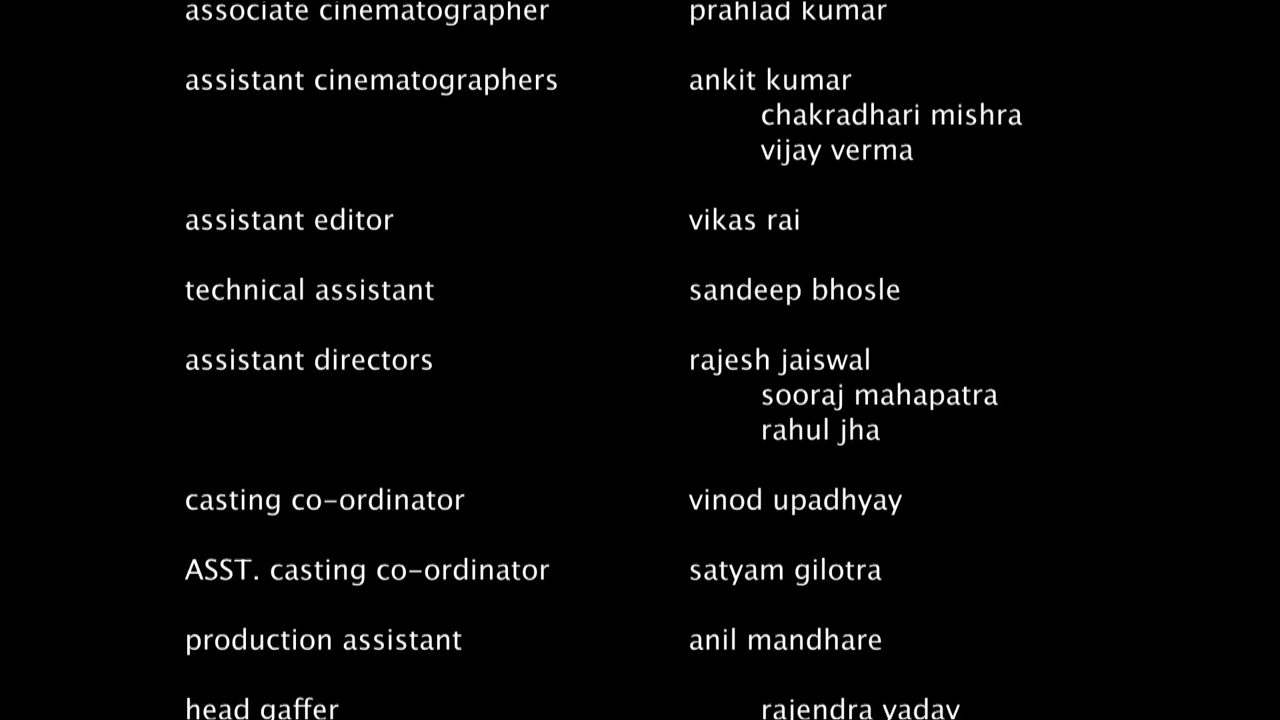 associate cinematographer prahlad kumar
assistant cinematographers ankit kumar
chakradhari mishra
vijay verma
assistant editor vikas rai
technical assistant sandeep bhosle
assistant directors rajesh jaiswal
sooraj mahapatra
rahul jha
casting co-ordinator vinod upadhyay
ASST. casting co-ordinator satyam gilotra
production assistant anil mandhare
head gaffer rajendra yadav